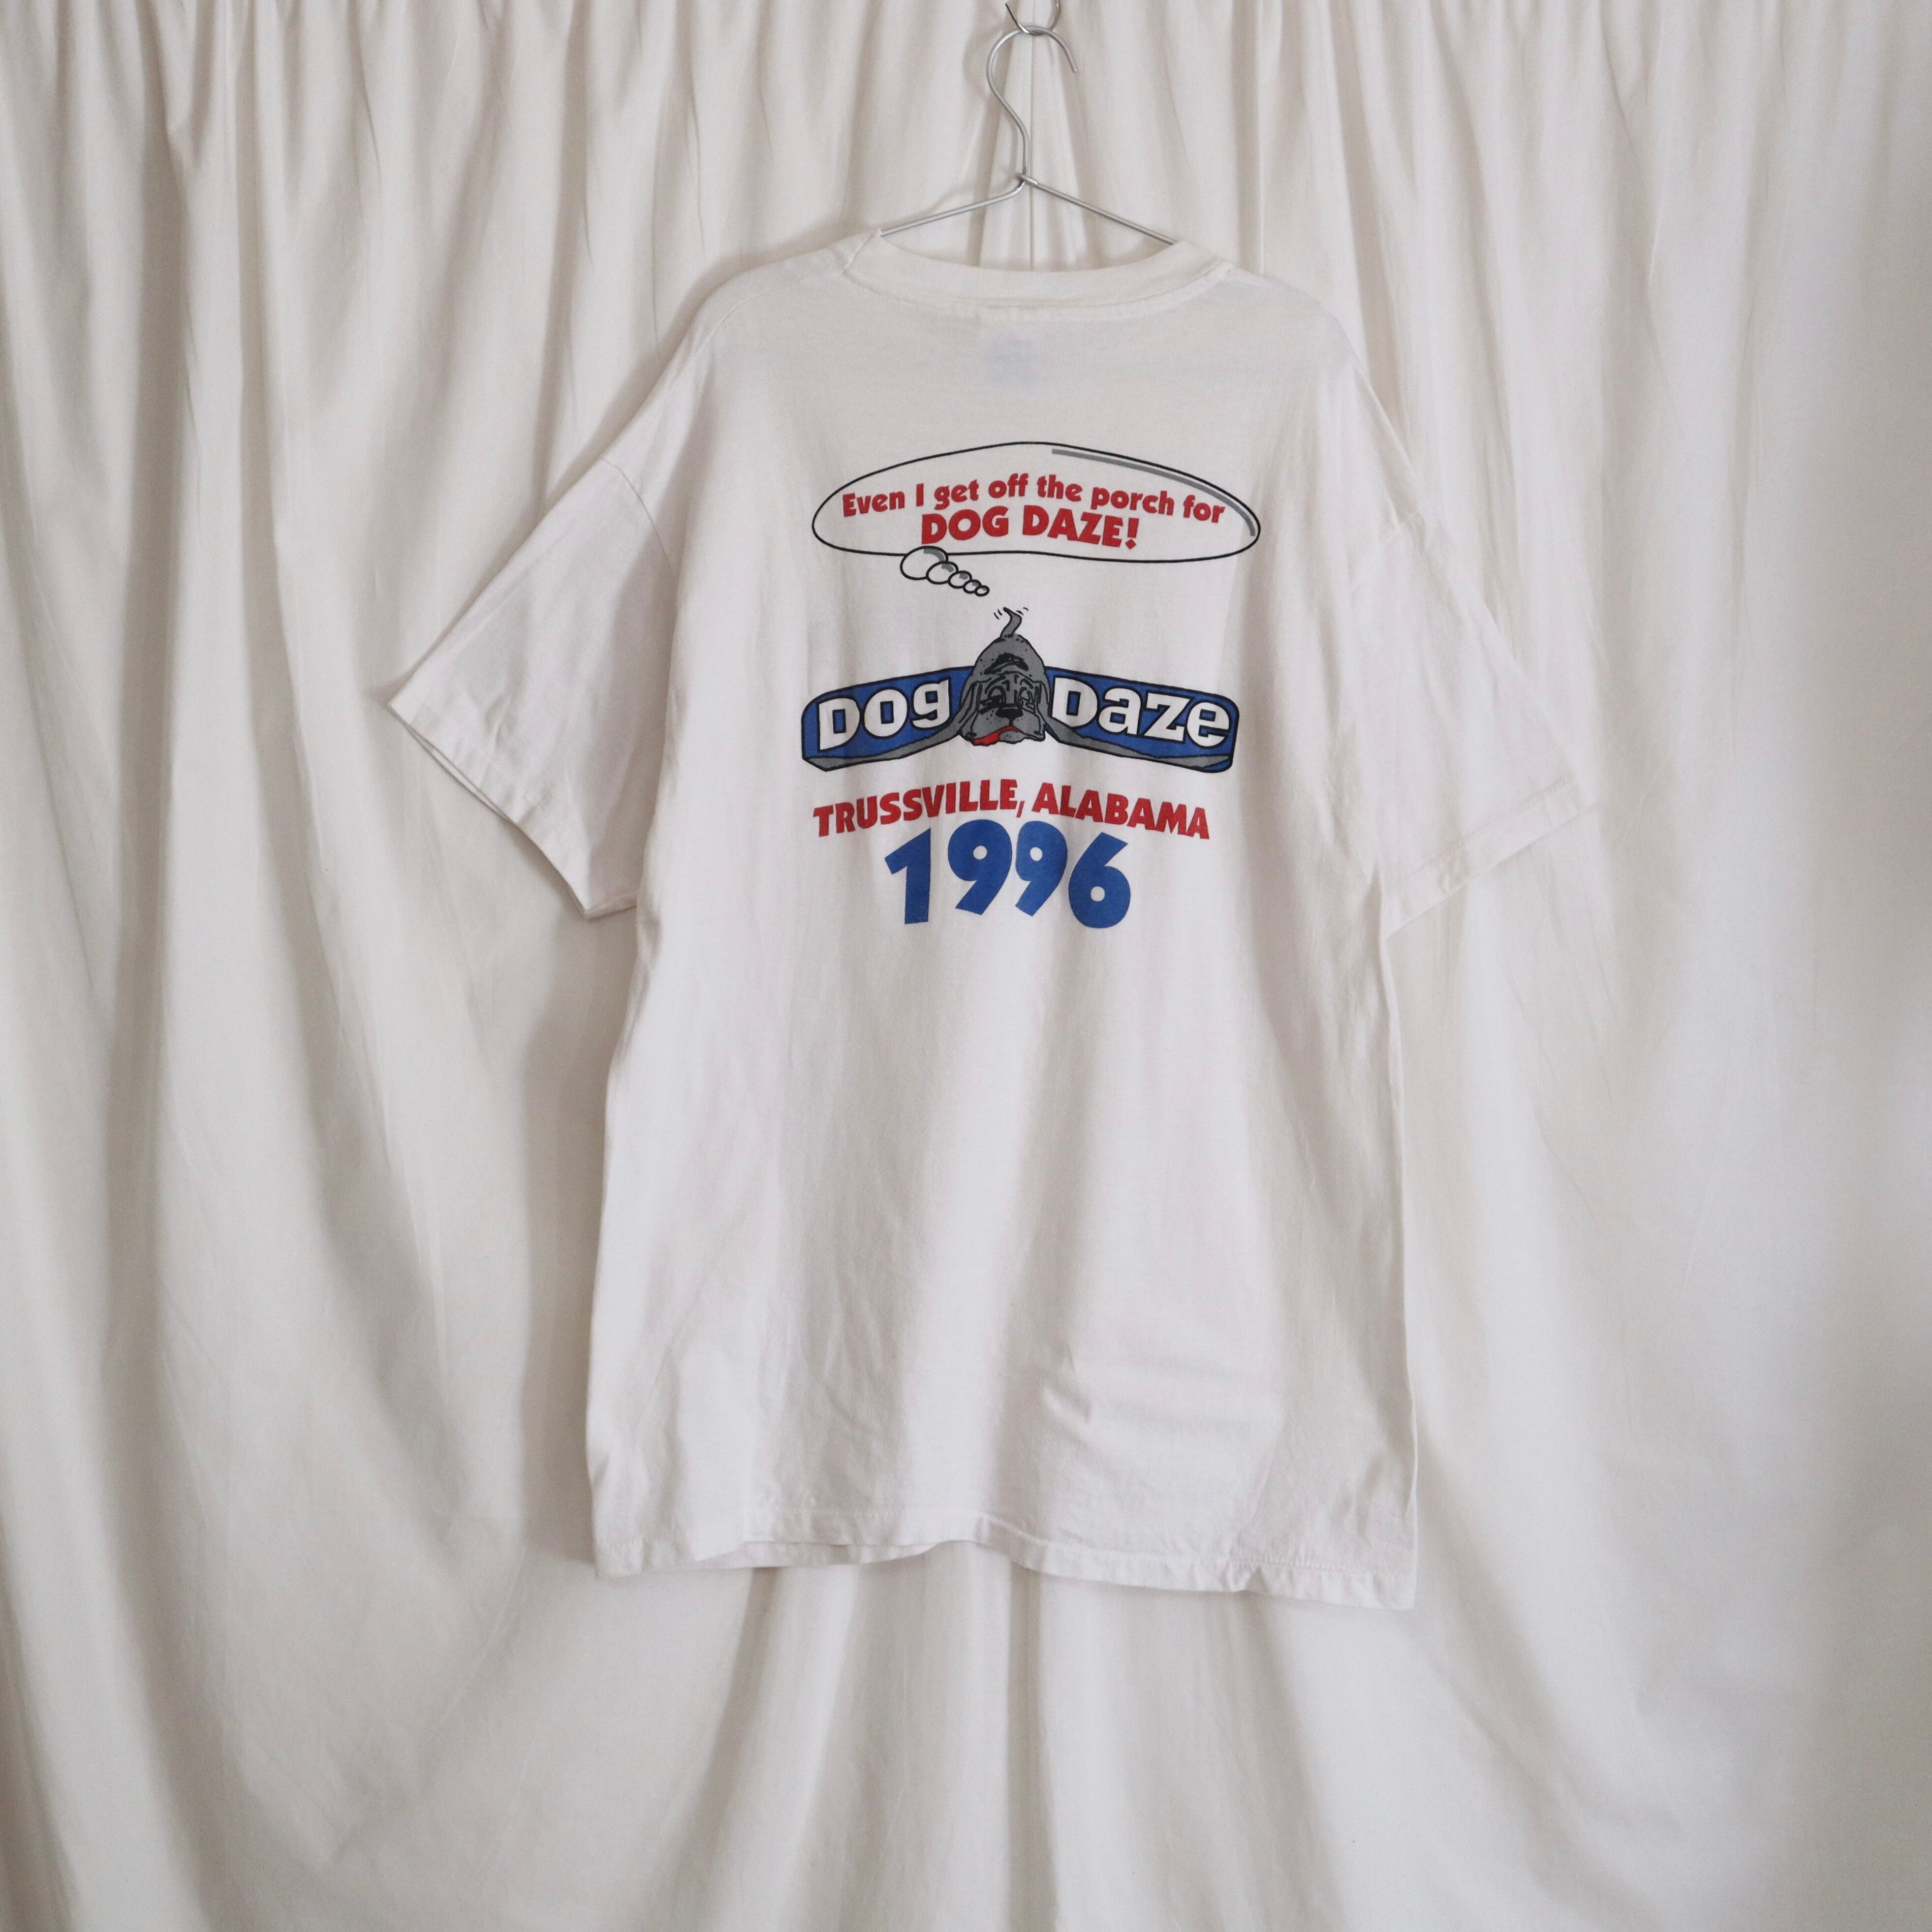 Even I get off the porch for
DOG DAZE!
Dog Daze
TRUSSVILLE, ALABAMA
1996